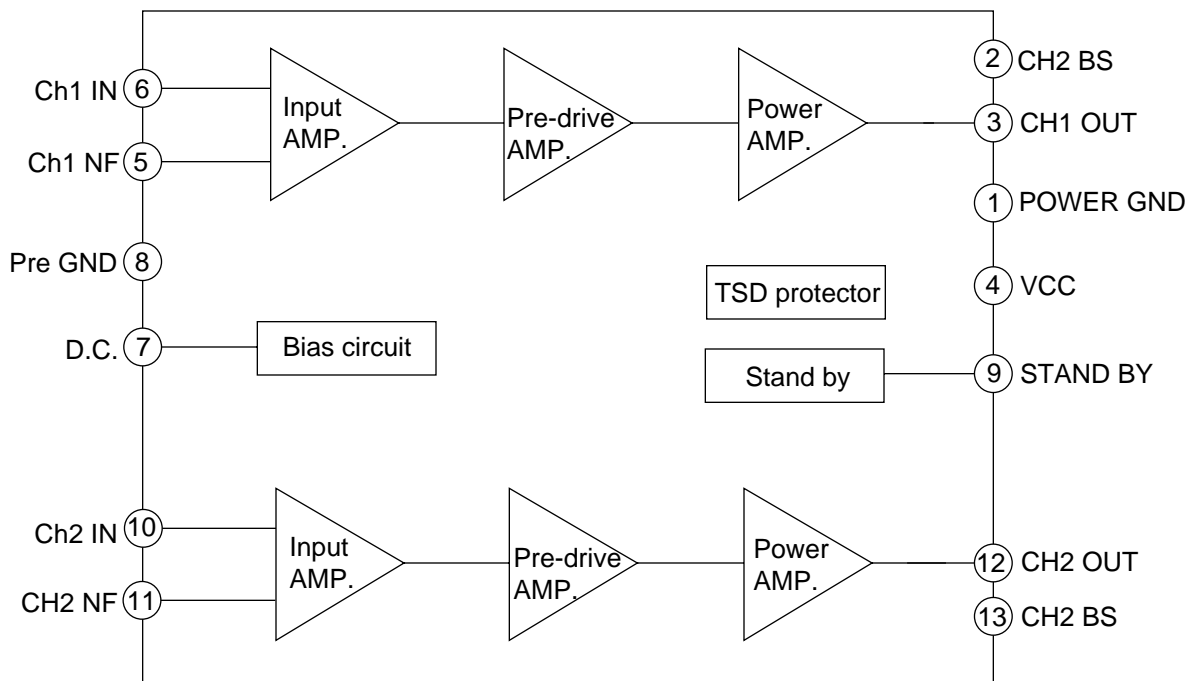 2
CH2 BS
Ch1 IN
6
Input
AMP.
Pre-drive
AMP.
Power
AMP.
3
CH1 OUT
Ch1 NF
5
1
POWER GND
Pre GND
8
TSD protector
4
VCC
D.C.
7
Bias circuit
Stand by
9
STAND BY
Ch2 IN
10
Input
AMP.
Pre-drive
AMP.
Power
AMP.
12
CH2 OUT
CH2 NF
11
13
CH2 BS